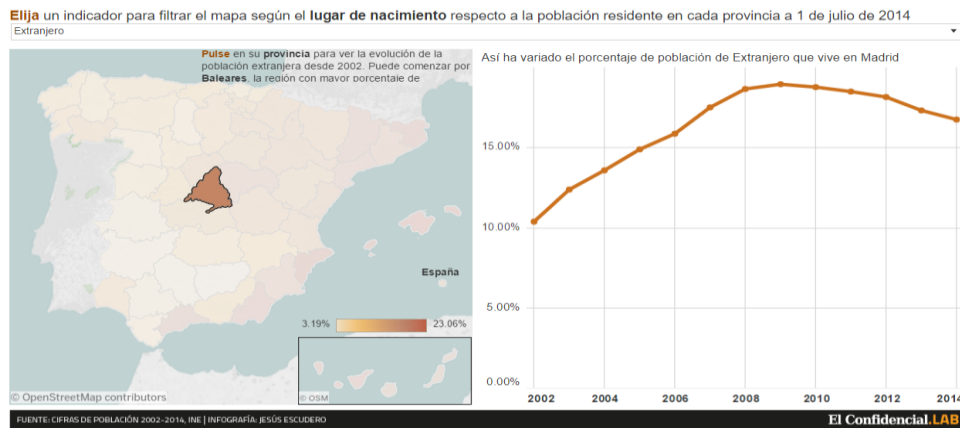 Elija un indicador para filtrar el mapa según el lugar de nacimiento respecto a la población residente en cada provincia a 1 de julio de 2014
Extranjero
Pulse en su provincia para ver la evolución de la
población extranjera desde 2002. Puede comenzar por
Baleares, la región con mayor porcentaje de
España
3.19%
23.06%
© OpenStreetMap contributors
© OSM
Así ha variado el porcentaje de población de Extranjero que vive en Madrid
15.00%
10.00%
5.00%
0.00%
2002 2004 2006 2008 2010 2012 2014
FUENTE: CIFRAS DE POBLACIÓN 2002-2014, INE | INFOGRAFÍA: JESÚS ESCUDERO
El Confidencial.LAB